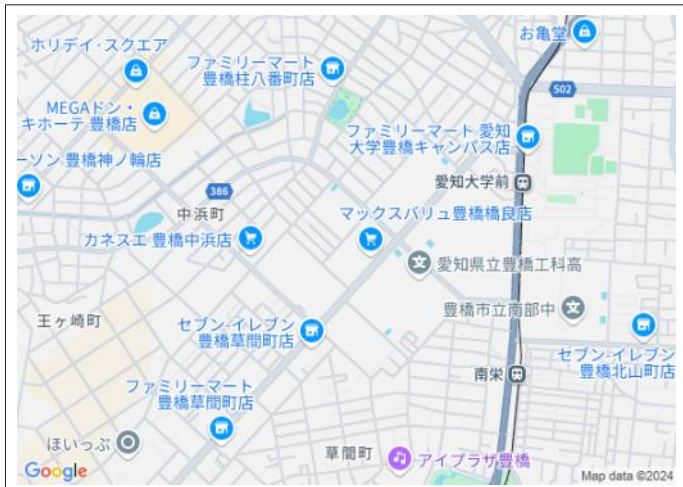 ホリデイ・スクエア
お亀堂
ファミリーマート
豊橋柱八番町店
502
MEGAドン・
キホーテ 豊橋店
ファミリーマート 愛知
大学豊橋キャンパス店
ーソン 豊橋神ノ輪店
愛知大学前
386
中浜町
マックスバリュ豊橋橋良店
カネスエ 豊橋中浜店
愛知県立豊橋工科高
豊橋市立南部中
王ヶ崎町
セブン-イレブン
豊橋草間町店
セブン-イレブン
豊橋北山町店
南栄
ファミリーマート
豊橋草間町店
ほいっぷ
草間町
アイプラザ豊橋
Google
Map data ©2024